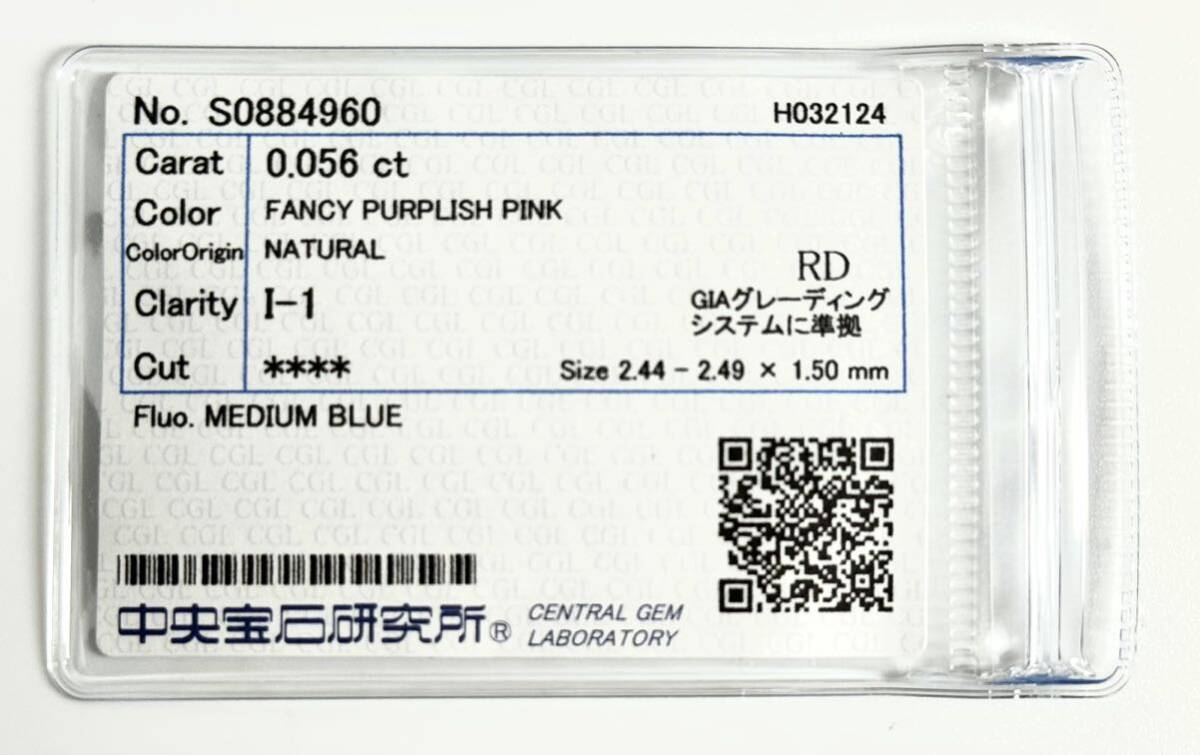 No. S0884960 H032124
Carat 0.056 ct
Color FANCY PURPLISH PINK
ColorOrigin NATURAL
RD
Clarity I-1 GIAグレーディング
システムに準拠
Cut **** Size 2.44 - 2.49 × 1.50 mm
Fluo. MEDIUM BLUE
中央宝石研究所® CENTRAL GEM
LABORATORY